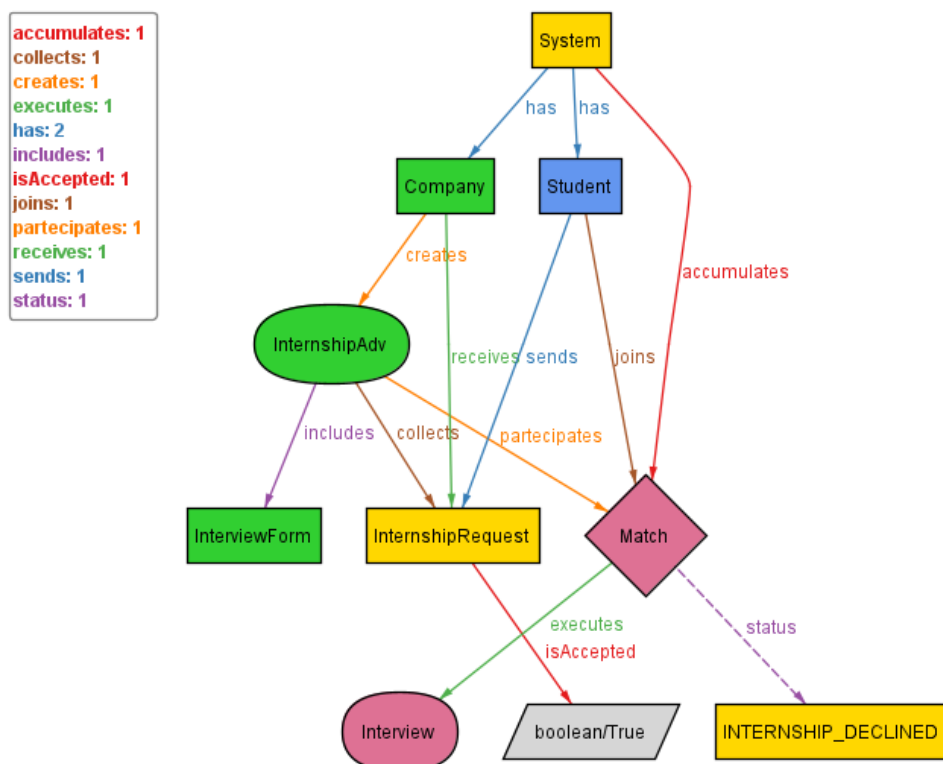 accumulates: 1
collects: 1
creates: 1
executes: 1
has: 2
includes: 1
isAccepted: 1
joins: 1
partecipates: 1
receives: 1
sends: 1
status: 1
System
has
has
Company
Student
creates
accumulates
InternshipAdv
receives
sends
joins
includes
collects
partecipates
InterviewForm
InternshipRequest
Match
executes
status
isAccepted
Interview
boolean/True
INTERNSHIP_DECLINED